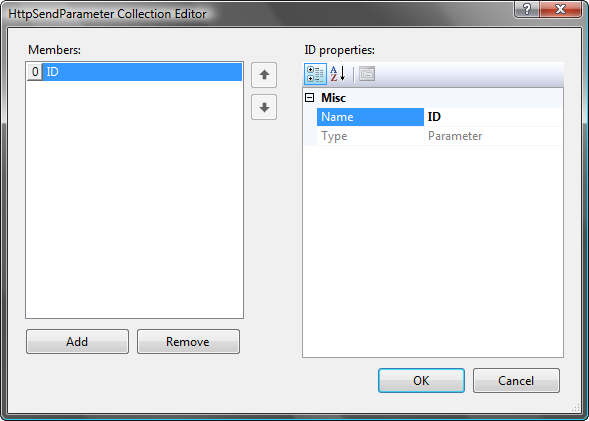 HttpSendParameter Collection Editor
Members:
0 ID
Add
Remove
ID properties:
Misc
Name ID
Type Parameter
OK
Cancel